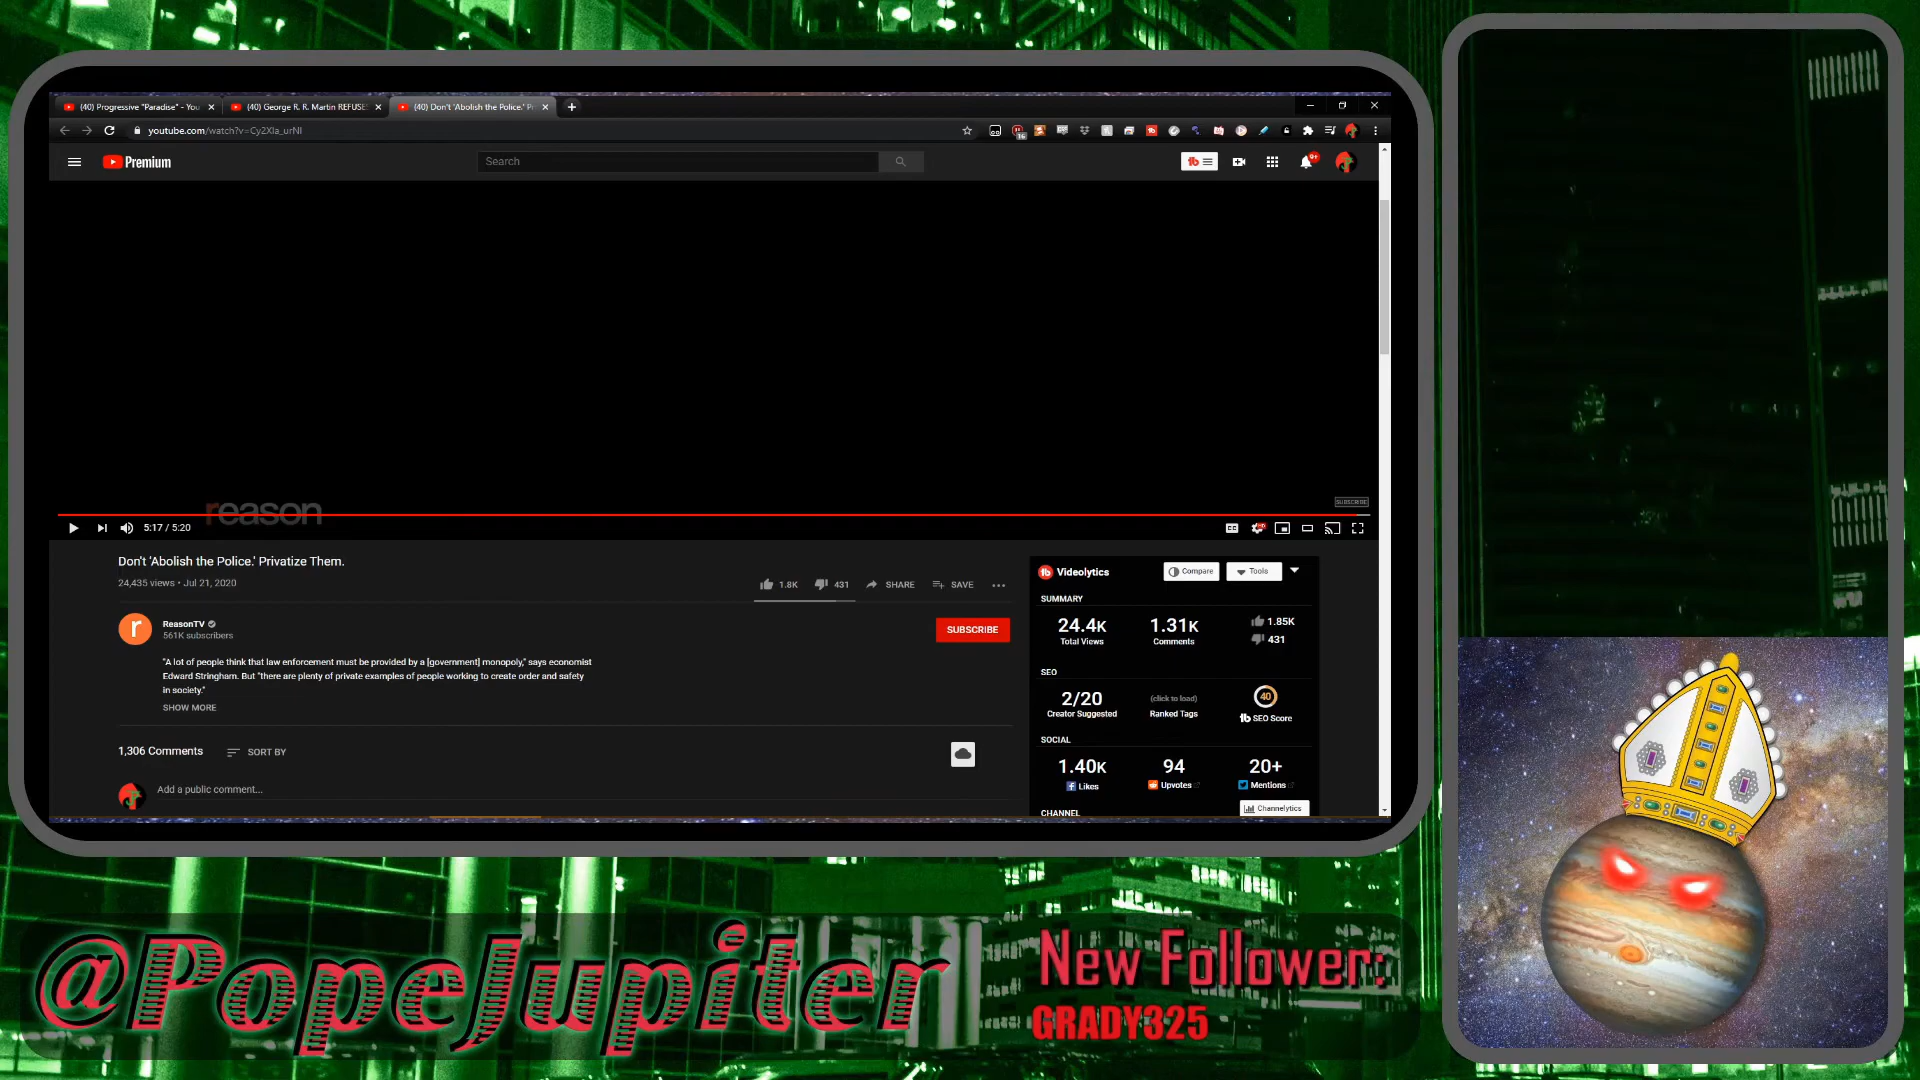 (40) Progressive "Paradise" - You
(40) George R. R. Martin REFUSE
(40) Don't 'Abolish the Police.' Pr
youtube.com/watch?v=Cy2XIa_urNI
16
Premium
Search
9+
SUBSCRIBE
reason
5:17 / 5:20
Don't 'Abolish the Police.' Privatize Them.
24,435 views • Jul 21, 2020
1.8K
431
SHARE
SAVE
ReasonTV
561K subscribers
SUBSCRIBE
"A lot of people think that law enforcement must be provided by a [government] monopoly," says economist
Edward Stringham. But "there are plenty of private examples of people working to create order and safety
in society."
SHOW MORE
1,306 Comments
SORT BY
Add a public comment...
Videolytics
Compare
Tools
SUMMARY
24.4K
Total Views
1.31K
Comments
1.85K
431
SEO
2/20
Creator Suggested
(click to load)
Ranked Tags
40
SEO Score
SOCIAL
1.40K
Likes
94
Upvotes
20+
Mentions
CHANNEL
Channelytics
@PopeJupiter
New Follower:
GRADY325